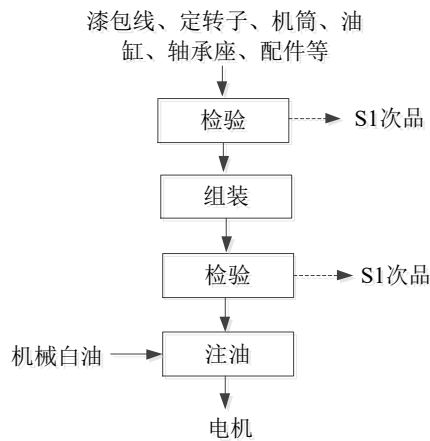 漆包线、定转子、机筒、油
缸、轴承座、配件等
检验
S1次品
组装
检验
S1次品
机械白油
注油
电机